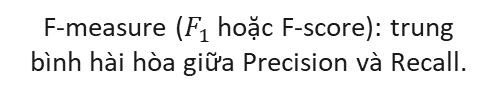 F-measure (𝐹₁ hoặc F-score): trung
bình hài hòa giữa Precision và Recall.